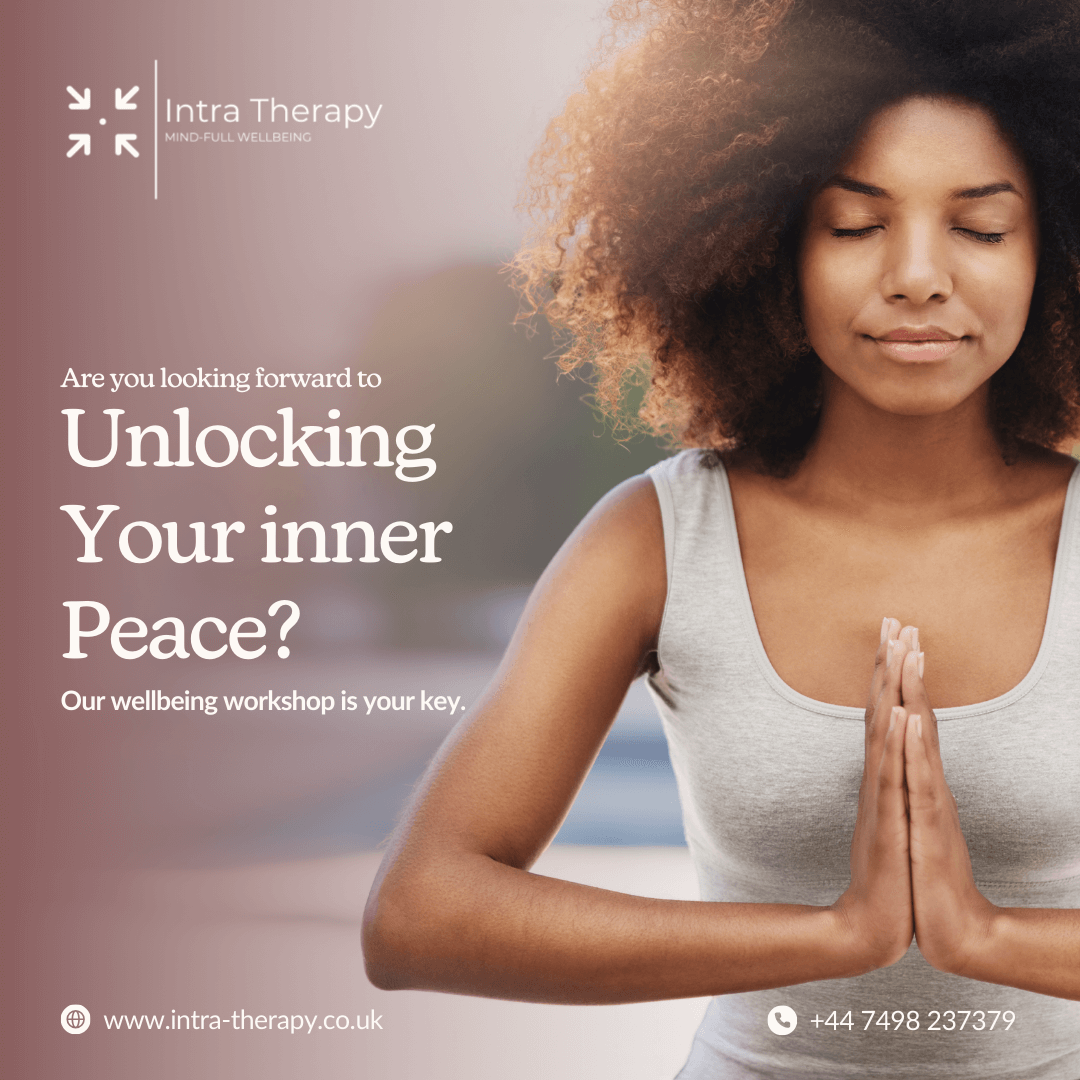 Intra Therapy
MIND-FULL WELLBEING
Are you looking forward to
Unlocking
Your inner
Peace?
Our wellbeing workshop is your key.
www.intra-therapy.co.uk
+44 7498 237379